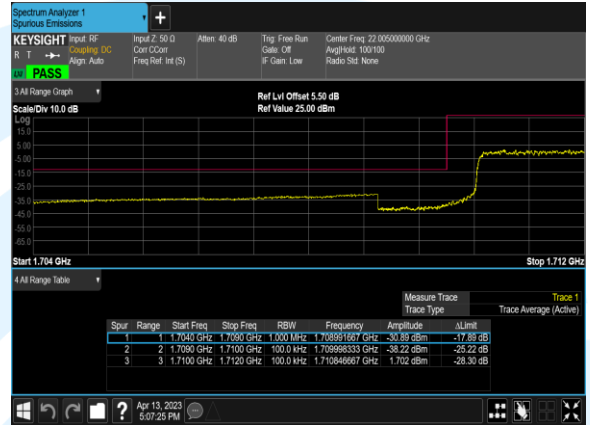 Spectrum Analyzer 1
Spurious Emissions
KEYSIGHT Input: RF Input Z: 50 Ω Atten: 40 dB Trig: Free Run Center Freq: 22.005000000 GHz
R T Coupling: DC Corr CCorr Gate: Off Avg|Hold: 100/100
Align: Auto Freq Ref: Int (S) IF Gain: Low Radio Std: None
PASS
3 All Range Graph
Ref Lvl Offset 5.50 dB
Scale/Div 10.0 dB Ref Value 25.00 dBm
Log
15.0
5.00
-5.00
-15.0
-25.0
-35.0
-45.0
-55.0
-65.0
Start 1.704 GHz Stop 1.712 GHz
4 All Range Table
Measure Trace Trace 1
Trace Type Trace Average (Active)
Spur Range Start Freq Stop Freq RBW Frequency Amplitude ΔLimit
1 1 1.7040 GHz 1.7090 GHz 1.000 MHz 1.708991667 GHz -30.89 dBm -17.89 dB
2 2 1.7090 GHz 1.7100 GHz 100.0 kHz 1.709998333 GHz -38.22 dBm -25.22 dB
3 3 1.7100 GHz 1.7120 GHz 100.0 kHz 1.710846667 GHz 1.702 dBm -28.30 dB
? Apr 13, 2023
5:07:25 PM